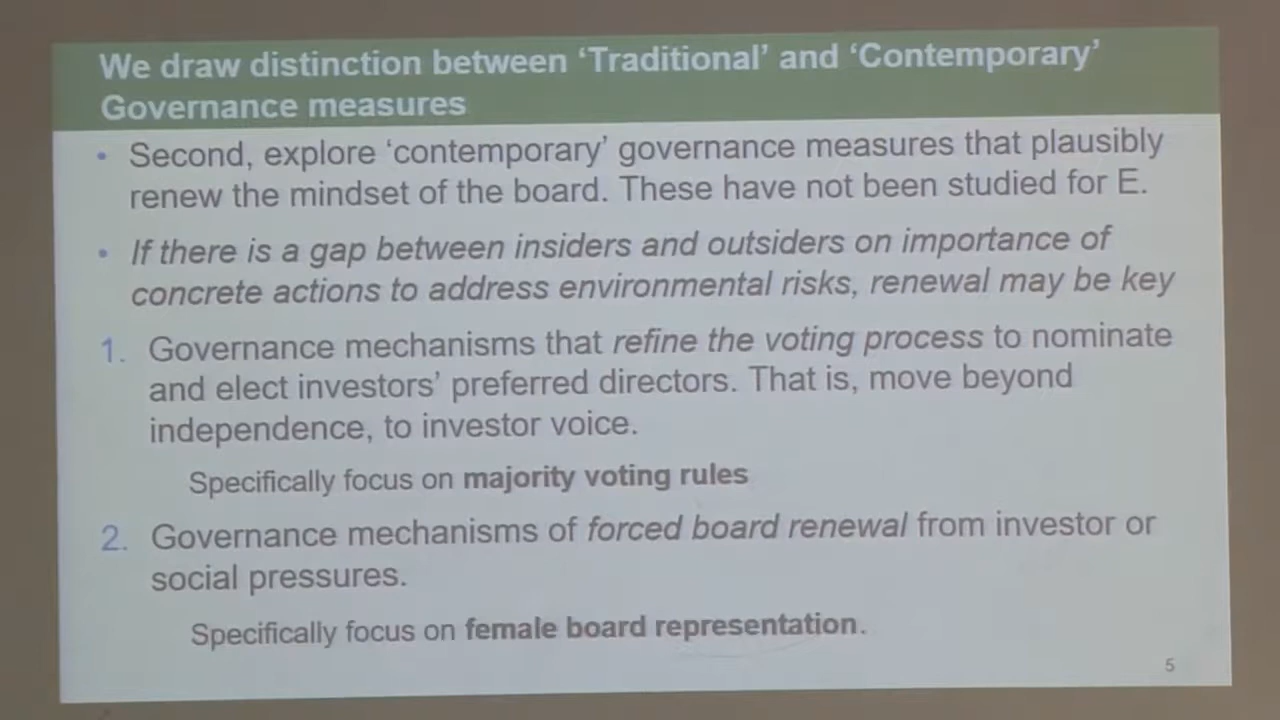 We draw distinction between ‘Traditional’ and ‘Contemporary’
Governance measures
• Second, explore ‘contemporary’ governance measures that plausibly
renew the mindset of the board. These have not been studied for E.
• If there is a gap between insiders and outsiders on importance of
concrete actions to address environmental risks, renewal may be key
1. Governance mechanisms that refine the voting process to nominate
and elect investors’ preferred directors. That is, move beyond
independence, to investor voice.
Specifically focus on majority voting rules
2. Governance mechanisms of forced board renewal from investor or
social pressures.
Specifically focus on female board representation.
5